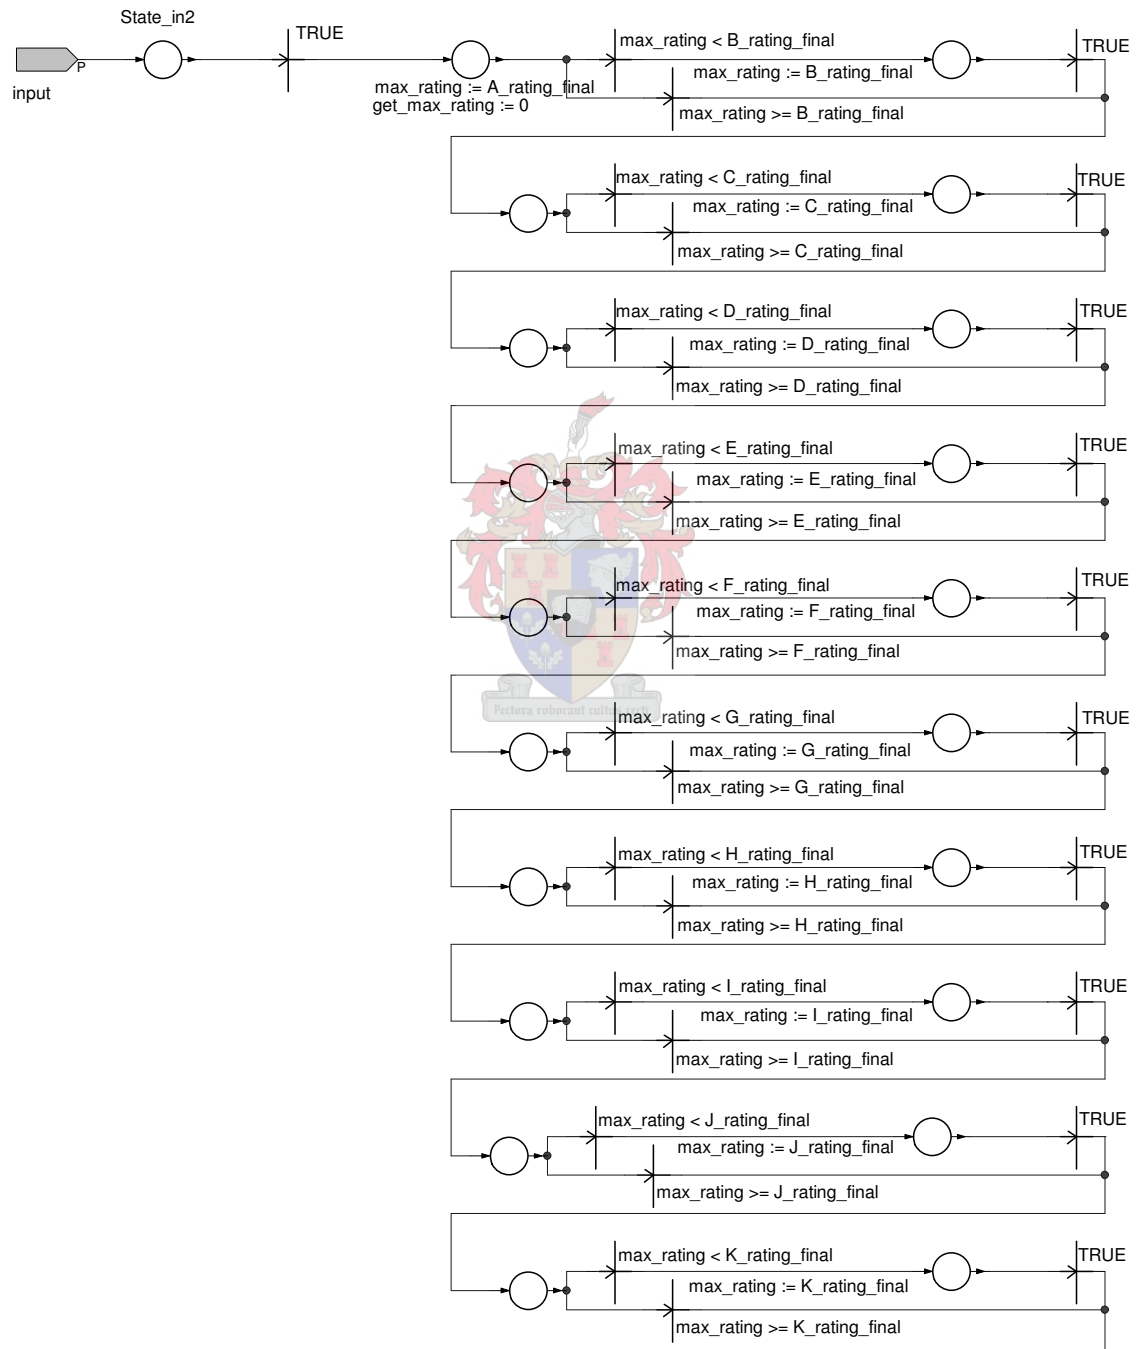 State_in2
TRUE
P
input
max_rating := A_rating_final
get_max_rating := 0
max_rating < B_rating_final
TRUE
max_rating := B_rating_final
max_rating >= B_rating_final
max_rating < C_rating_final
TRUE
max_rating := C_rating_final
max_rating >= C_rating_final
max_rating < D_rating_final
TRUE
max_rating := D_rating_final
max_rating >= D_rating_final
max_rating < E_rating_final
TRUE
max_rating := E_rating_final
max_rating >= E_rating_final
max_rating < F_rating_final
TRUE
max_rating := F_rating_final
max_rating >= F_rating_final
Pectora roborant cultus recti
max_rating < G_rating_final
TRUE
max_rating := G_rating_final
max_rating >= G_rating_final
max_rating < H_rating_final
TRUE
max_rating := H_rating_final
max_rating >= H_rating_final
max_rating < I_rating_final
TRUE
max_rating := I_rating_final
max_rating >= I_rating_final
max_rating < J_rating_final
TRUE
max_rating := J_rating_final
max_rating >= J_rating_final
max_rating < K_rating_final
TRUE
max_rating := K_rating_final
max_rating >= K_rating_final